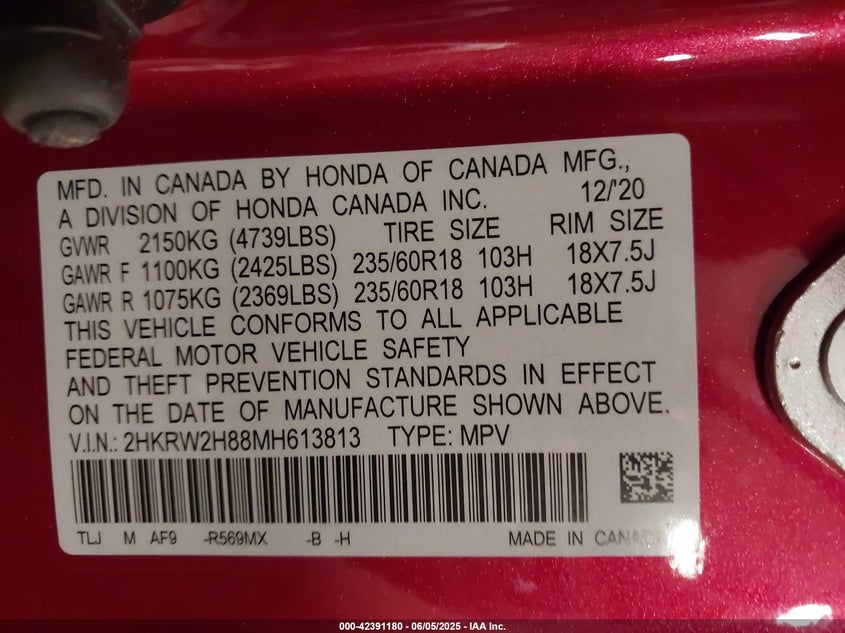 MFD. IN CANADA BY HONDA OF CANADA MFG.,
A DIVISION OF HONDA CANADA INC. 12/'20
GVWR 2150KG (4739LBS) TIRE SIZE RIM SIZE
GAWR F 1100KG (2425LBS) 235/60R18 103H 18X7.5J
GAWR R 1075KG (2369LBS) 235/60R18 103H 18X7.5J
THIS VEHICLE CONFORMS TO ALL APPLICABLE
FEDERAL MOTOR VEHICLE SAFETY
AND THEFT PREVENTION STANDARDS IN EFFECT
ON THE DATE OF MANUFACTURE SHOWN ABOVE.
V.I.N.: 2HKRW2H88MH613813 TYPE: MPV
TLJ M AF9 -R569MX -B -H MADE IN CANADA
000-42391180 - 06/05/2025 - IAA Inc.